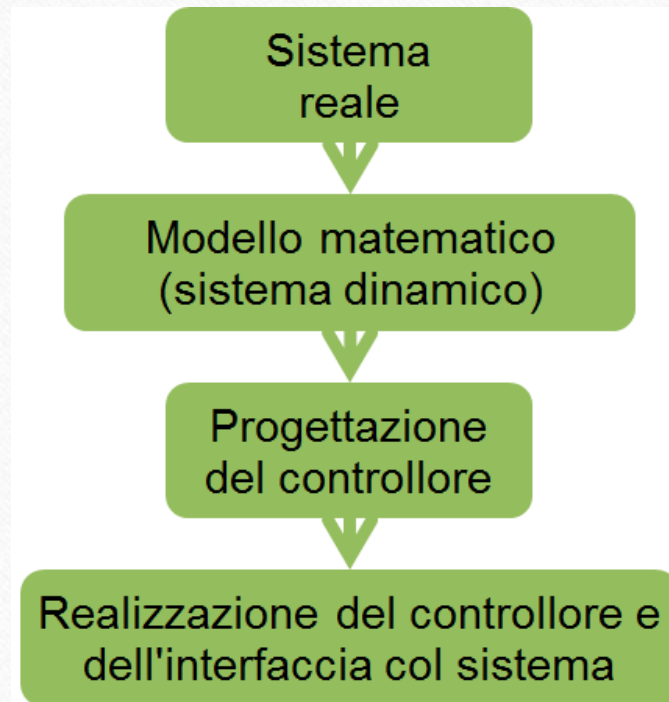 Sistema
reale
Modello matematico
(sistema dinamico)
Progettazione
del controllore
Realizzazione del controllore e
dell'interfaccia col sistema